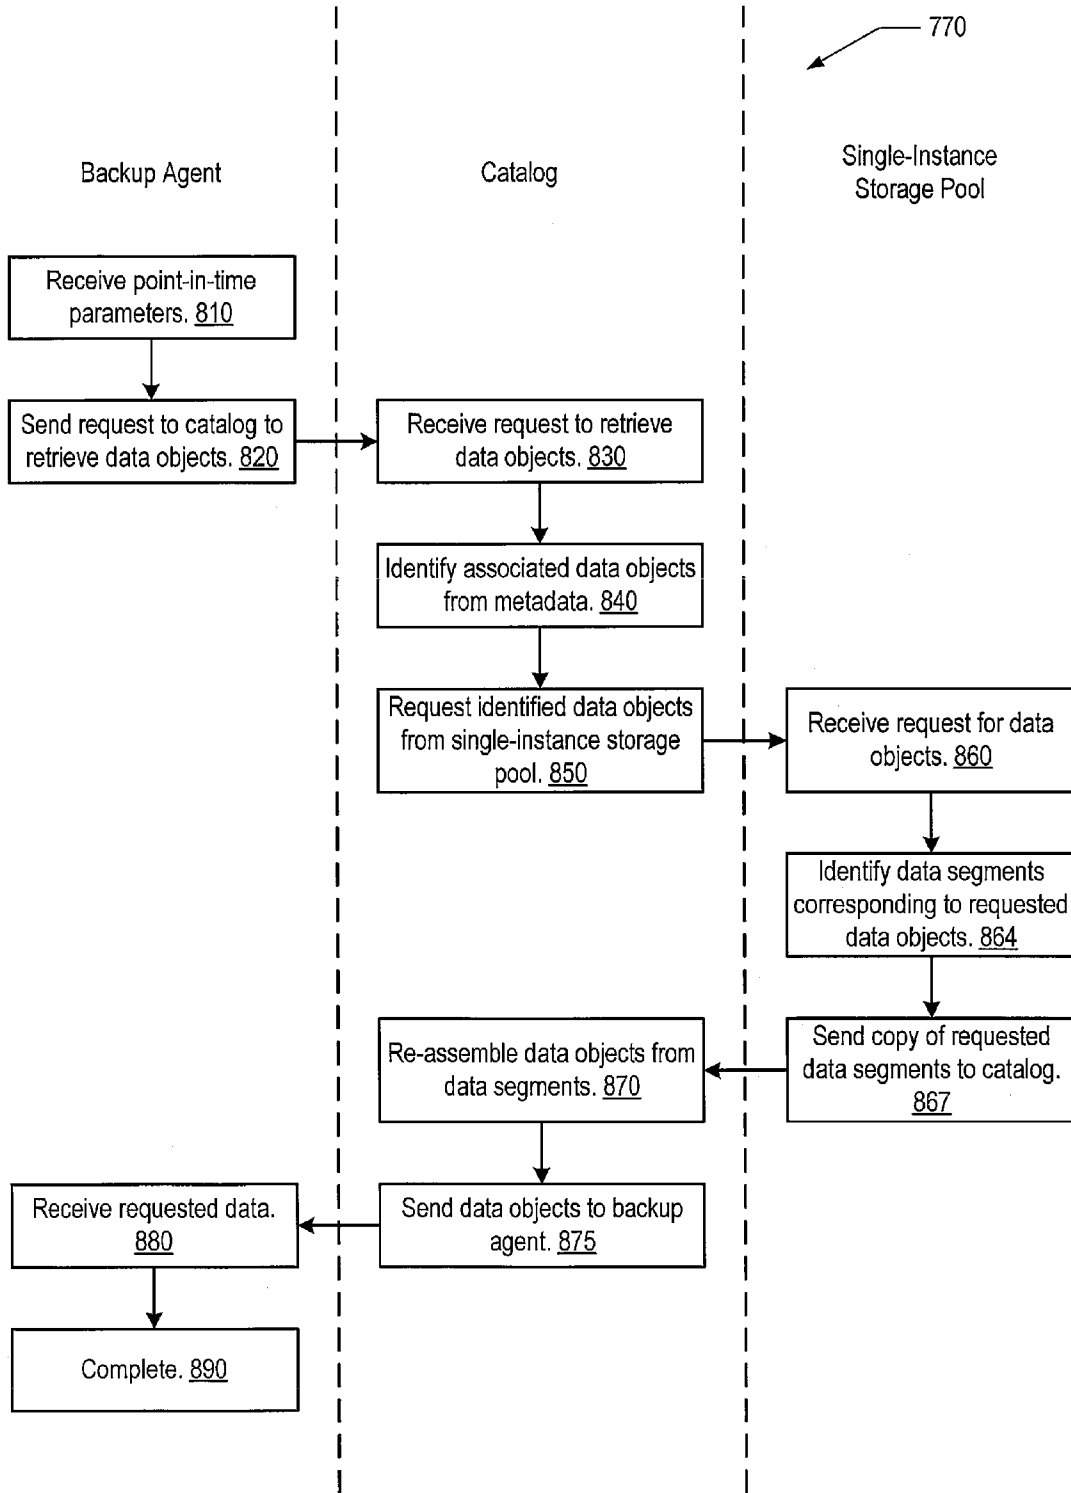 770
Backup Agent
Catalog
Single-Instance
Storage Pool
Receive point-in-time
parameters. 810
Send request to catalog to
retrieve data objects. 820
Receive request to retrieve
data objects. 830
Identify associated data objects
from metadata. 840
Request identified data objects
from single-instance storage
pool. 850
Receive request for data
objects. 860
Identify data segments
corresponding to requested
data objects. 864
Send copy of requested
data segments to catalog.
867
Re-assemble data objects from
data segments. 870
Send data objects to backup
agent. 875
Receive requested data.
880
Complete. 890